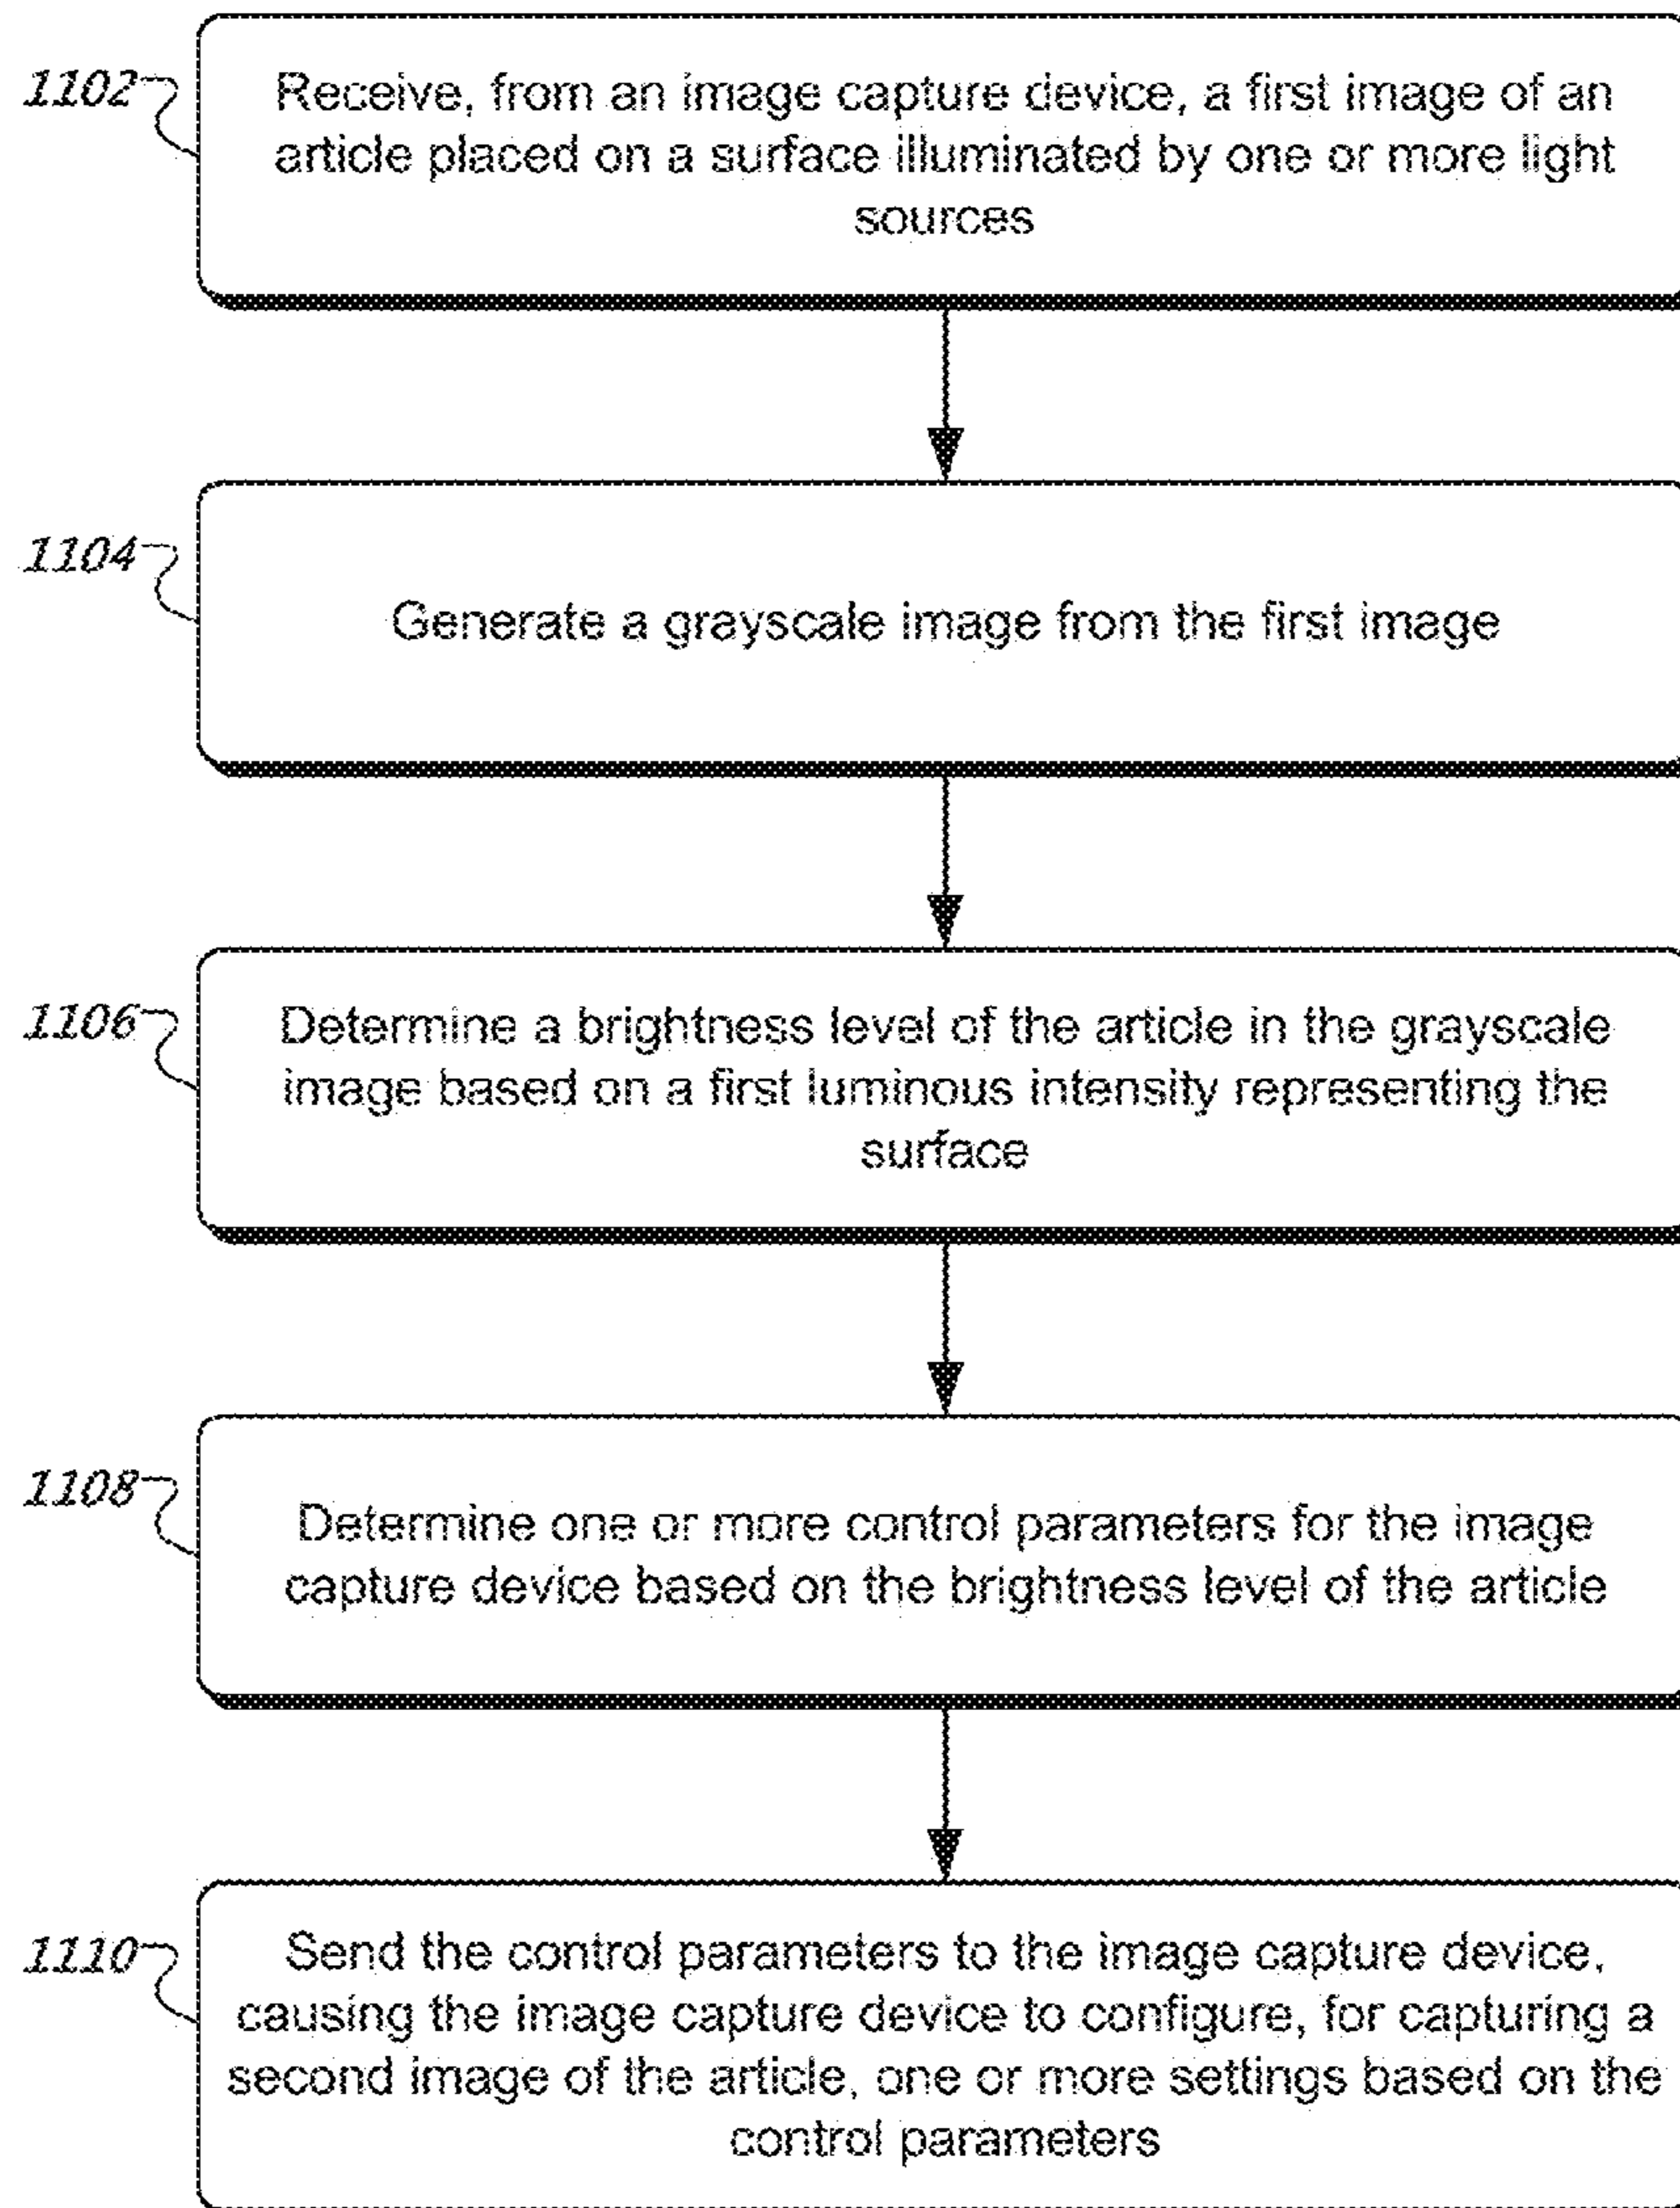 1102
Receive, from an image capture device, a first image of an
article placed on a surface illuminated by one or more light
sources
1104
Generate a grayscale image from the first image
1106
Determine a brightness level of the article in the grayscale
image based on a first luminous intensity representing the
surface
1108
Determine one or more control parameters for the image
capture device based on the brightness level of the article
1110
Send the control parameters to the image capture device,
causing the image capture device to configure, for capturing a
second image of the article, one or more settings based on the
control parameters